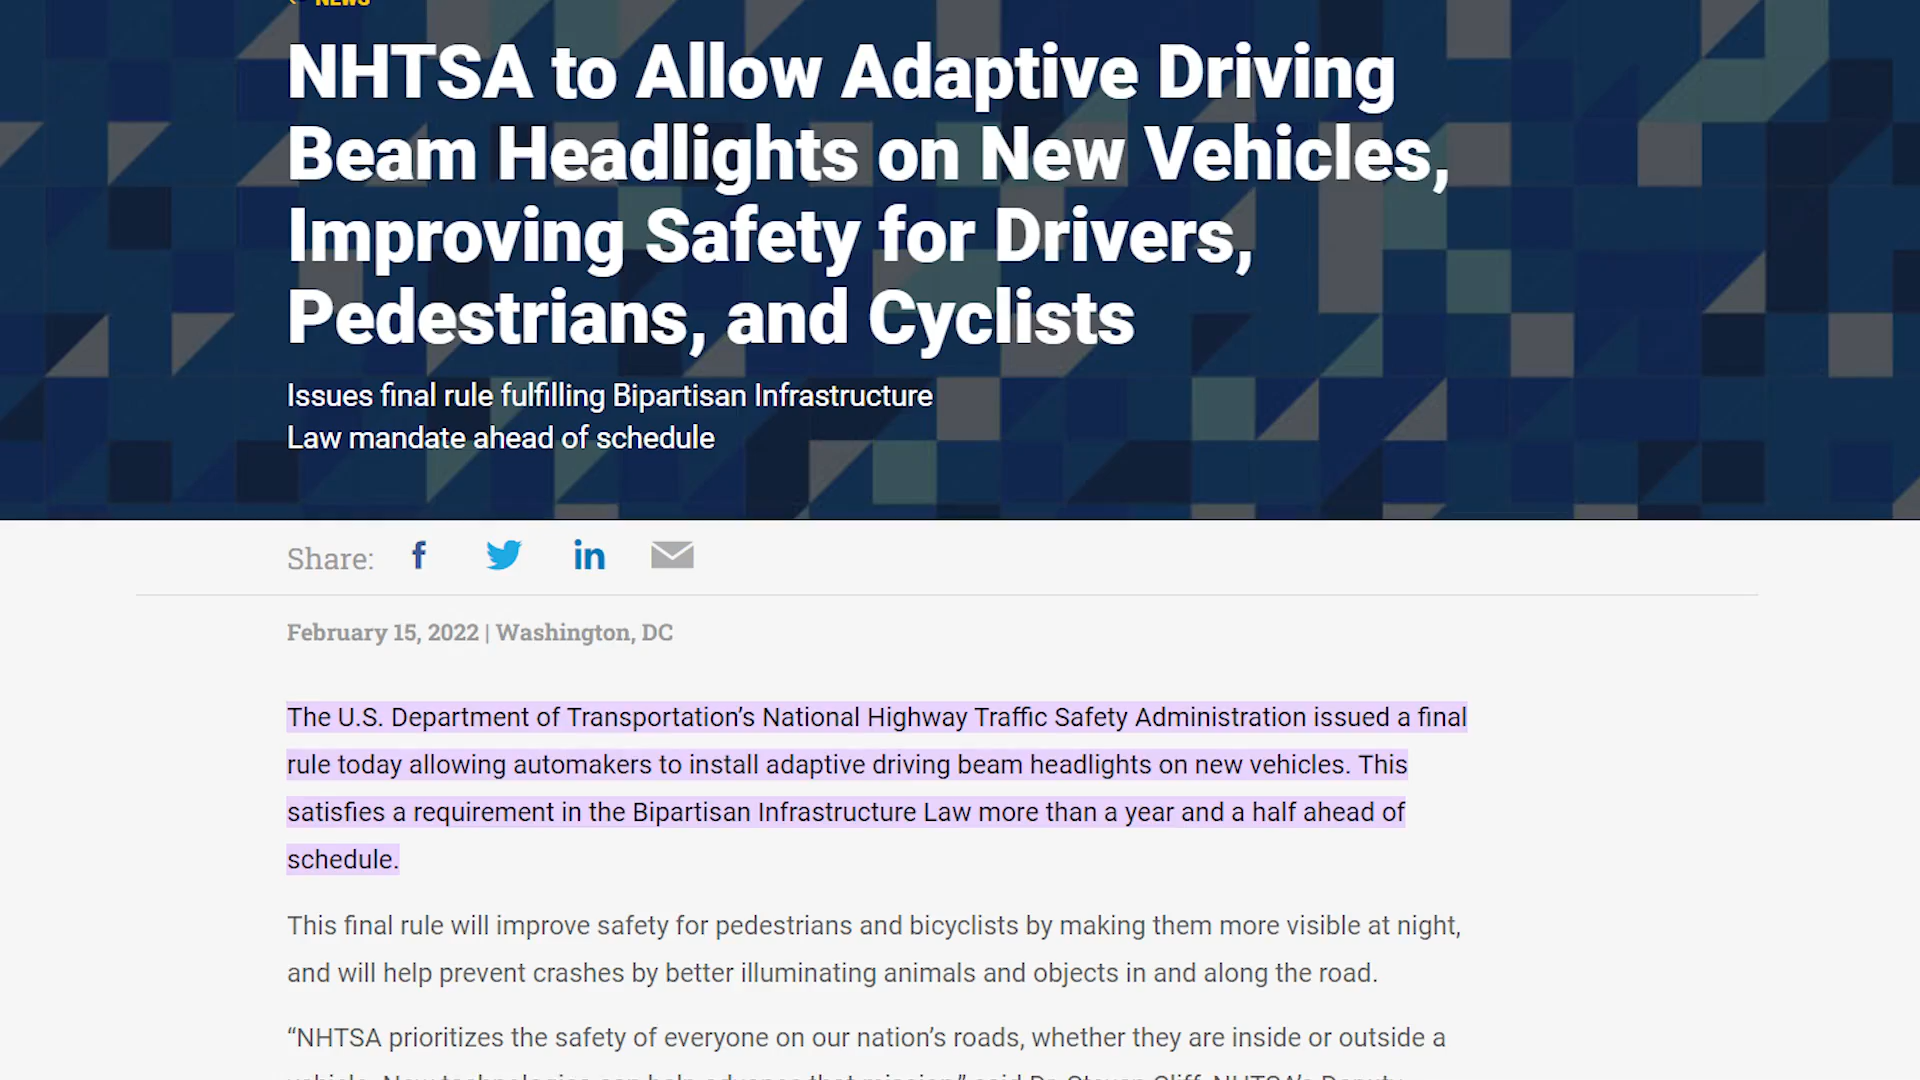 NEWS
NHTSA to Allow Adaptive Driving
Beam Headlights on New Vehicles,
Improving Safety for Drivers,
Pedestrians, and Cyclists
Issues final rule fulfilling Bipartisan Infrastructure
Law mandate ahead of schedule
Share:
February 15, 2022 | Washington, DC
The U.S. Department of Transportation’s National Highway Traffic Safety Administration issued a final
rule today allowing automakers to install adaptive driving beam headlights on new vehicles. This
satisfies a requirement in the Bipartisan Infrastructure Law more than a year and a half ahead of
schedule.
This final rule will improve safety for pedestrians and bicyclists by making them more visible at night,
and will help prevent crashes by better illuminating animals and objects in and along the road.
“NHTSA prioritizes the safety of everyone on our nation’s roads, whether they are inside or outside a